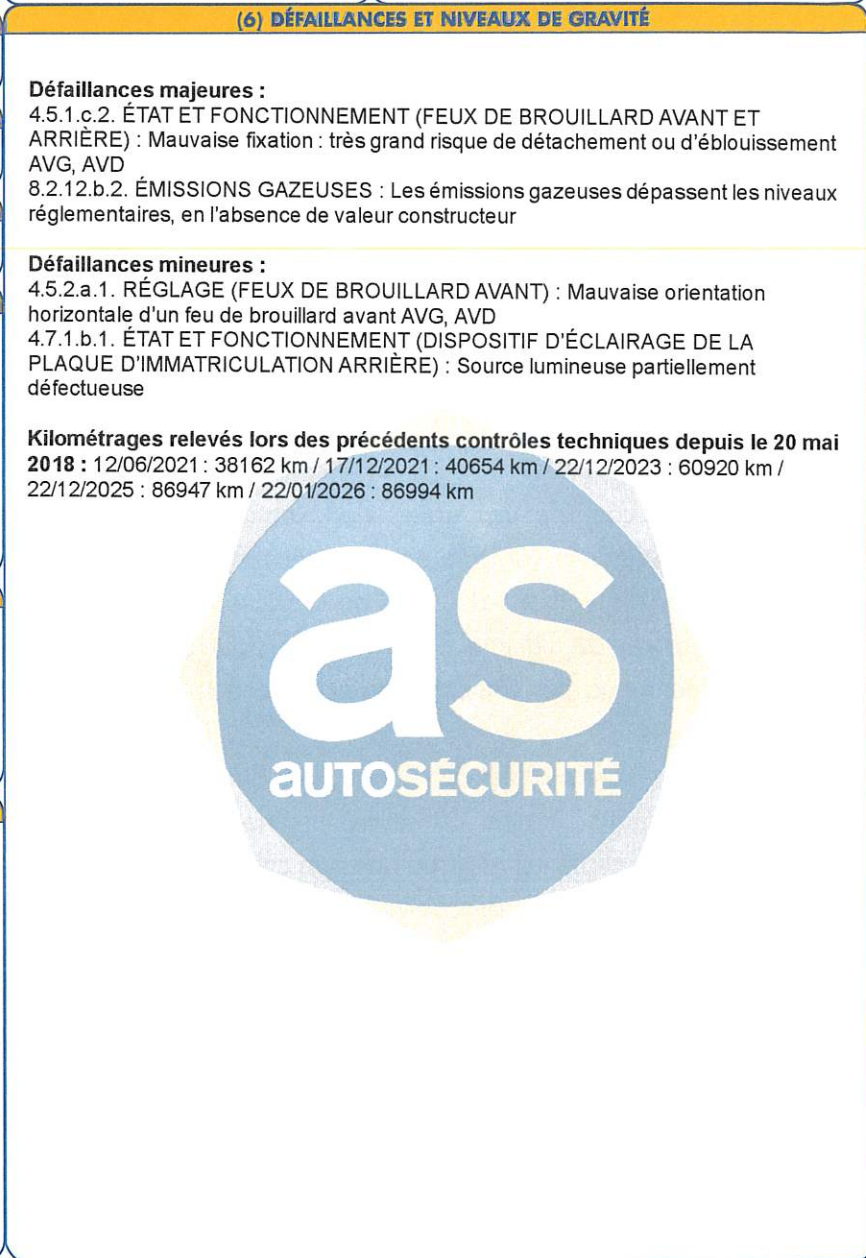 (6) DÉFAILLANCES ET NIVEAUX DE GRAVITÉ
Défaillances majeures :
4.5.1.c.2. ÉTAT ET FONCTIONNEMENT (FEUX DE BROUILLARD AVANT ET
ARRIÈRE) : Mauvaise fixation : très grand risque de détachement ou d'éblouissement
AVG, AVD
8.2.12.b.2. ÉMISSIONS GAZEUSES : Les émissions gazeuses dépassent les niveaux
réglementaires, en l'absence de valeur constructeur
Défaillances mineures :
4.5.2.a.1. RÉGLAGE (FEUX DE BROUILLARD AVANT) : Mauvaise orientation
horizontale d'un feu de brouillard avant AVG, AVD
4.7.1.b.1. ÉTAT ET FONCTIONNEMENT (DISPOSITIF D'ÉCLAIRAGE DE LA
PLAQUE D'IMMATRICULATION ARRIÈRE) : Source lumineuse partiellement
défectueuse
Kilométrages relevés lors des précédents contrôles techniques depuis le 20 mai
2018 : 12/06/2021 : 38162 km / 17/12/2021 : 40654 km / 22/12/2023 : 60920 km /
22/12/2025 : 86947 km / 22/01/2026 : 86994 km
as
aUTOSÉCURITÉ